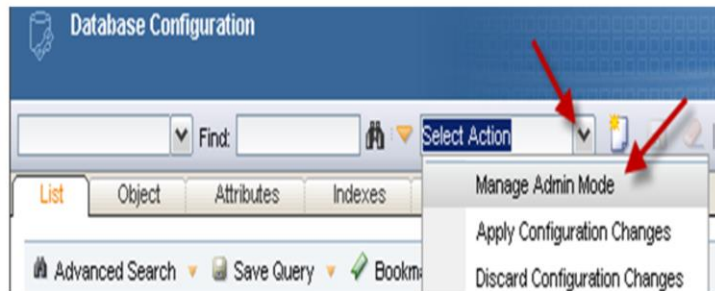 Database Configuration
Find: Select Action
List Object Attributes Indexes
Manage Admin Mode
Apply Configuration Changes
Advanced Search Save Query
Discard Configuration Changes